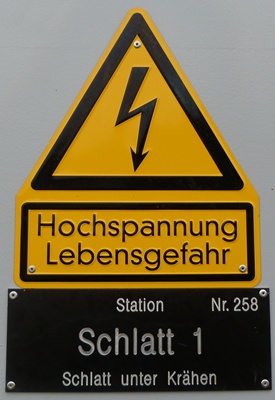 Hochspannung
Lebensgefahr
Station Nr. 258
Schlatt 1
Schlatt unter Krähen